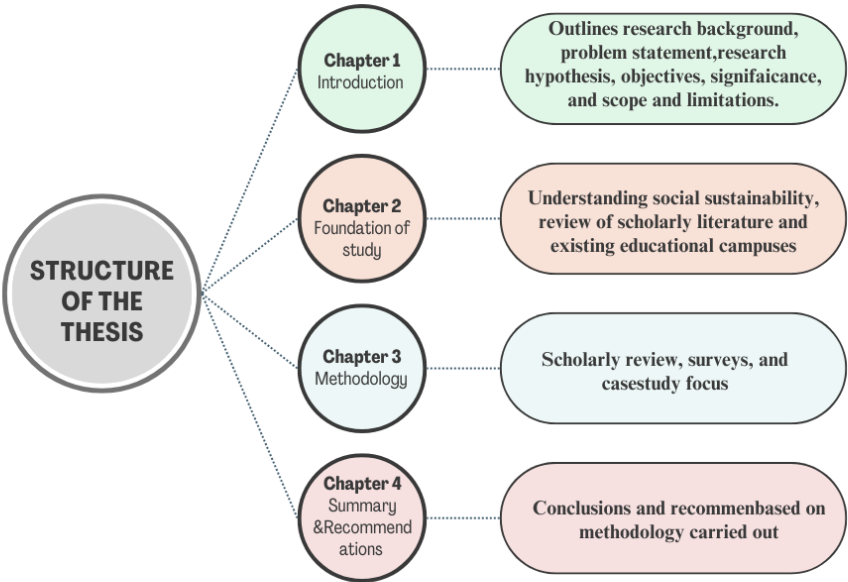 STRUCTURE
OF THE
THESIS
Chapter 1
Introduction
Outlines research background,
problem statement,research
hypothesis, objectives, signifaicance,
and scope and limitations.
Chapter 2
Foundation of
study
Understanding social sustainability,
review of scholarly literature and
existing educational campuses
Chapter 3
Methodology
Scholarly review, surveys, and
casestudy focus
Chapter 4
Summary
&Recommend
ations
Conclusions and recommenbased on
methodology carried out